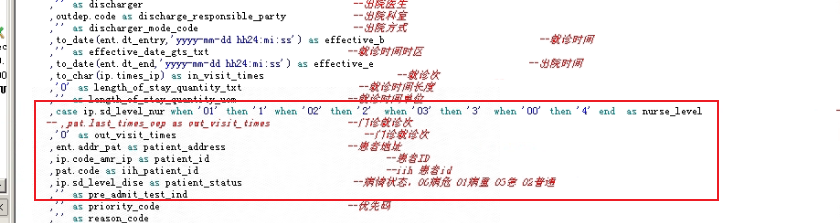 ,'' as discharger --出院医生
,outdep.code as discharge_responsible_party --出院科室
,'' as discharger_mode_code --出院方式
,to_date(ent.dt_entry,'yyyy-mm-dd hh24:mi:ss') as effective_b --就诊时间
,'' as effective_date_gts_txt --就诊时间时区
,to_date(ent.dt_end,'yyyy-mm-dd hh24:mi:ss') as effective_e --出院时间
,to_char(ip.times_ip) as in_visit_times --就诊次
,'0' as length_of_stay_quantity_txt --就诊时间长度
,'' as length_of_stay_quantity_uom --就诊时间单位
,case ip.sd_level_nur when '01' then '1' when '02' then '2' when '03' then '3' when '00' then '4' end as nurse_level
-- ,pat.last_times_oep as out_visit_times --门诊就诊次
,'0' as out_visit_times --门诊就诊次
,ent.addr_pat as patient_address --患者地址
,ip.code_amr_ip as patient_id --患者ID
,pat.code as iih_patient_id --iih 患者id
,ip.sd_level_dise as patient_status --病情状态，00病危 01病重 03急 02普通
,'' as pre_admit_test_ind
,'' as priority_code --优先码
,'' as reason_code